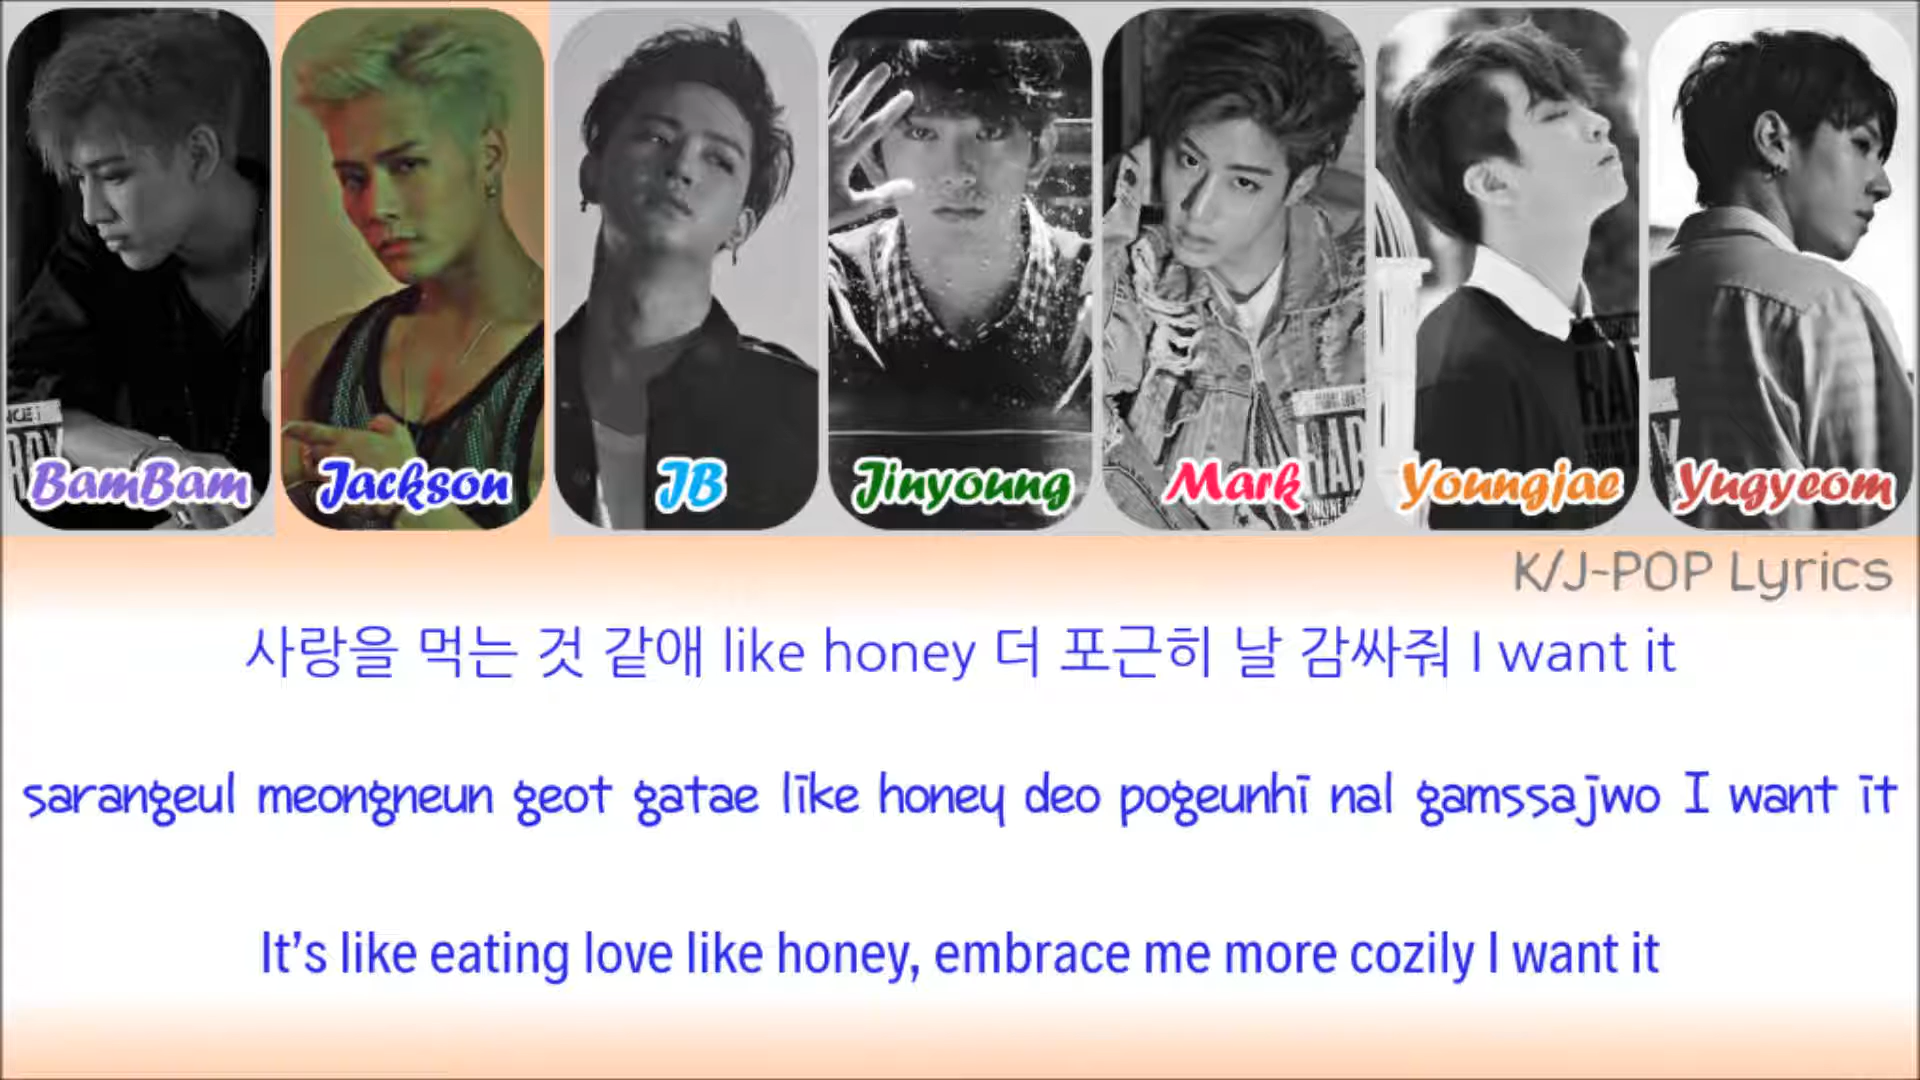 BamBam
Jackson
JB
Jinyoung
Mark
Youngjae
Yugyeom
K/J-POP Lyrics
사랑을 먹는 것 같애 like honey 더 포근히 날 감싸줘 I want it
sarangeul meongneun geot gatae like honey deo pogeunhi nal gamssajwo I want it
It's like eating love like honey, embrace me more cozily I want it